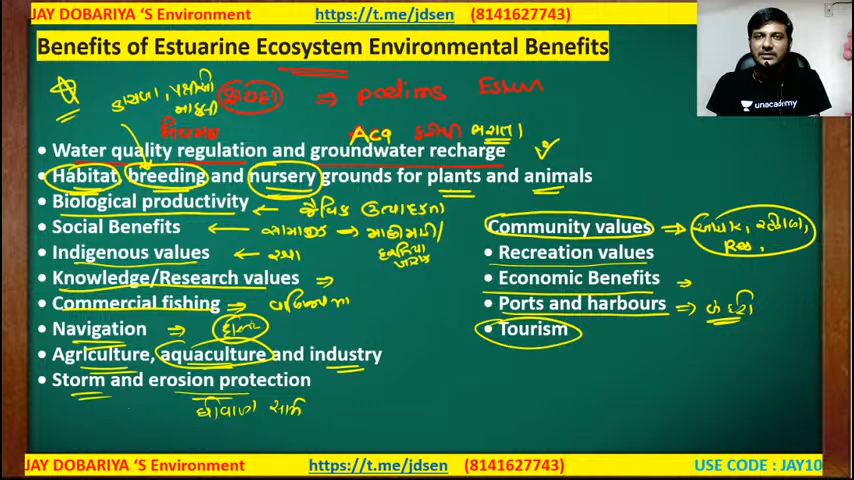 JAY DOBARIYA ‘S Environment https://t.me/jdsen (8141627743)
Benefits of Estuarine Ecosystem Environmental Benefits
ફાયદા ⇒ prelims
unacademy
• Water quality regulation and groundwater recharge
• Habitat, breeding and nursery grounds for plants and animals
• Biological productivity ← જૈવિક ઉત્પાદકતા
• Social Benefits ← સામાજીક →
• Indigenous values ←
• Knowledge/Research values ⇒
• Commercial fishing ⇒
• Navigation ⇒
• Agriculture, aquaculture and industry
• Storm and erosion protection
Community values ⇒
• Recreation values
• Economic Benefits →
• Ports and harbours ⇒ બંદરો
• Tourism
JAY DOBARIYA ‘S Environment https://t.me/jdsen (8141627743) USE CODE : JAY10